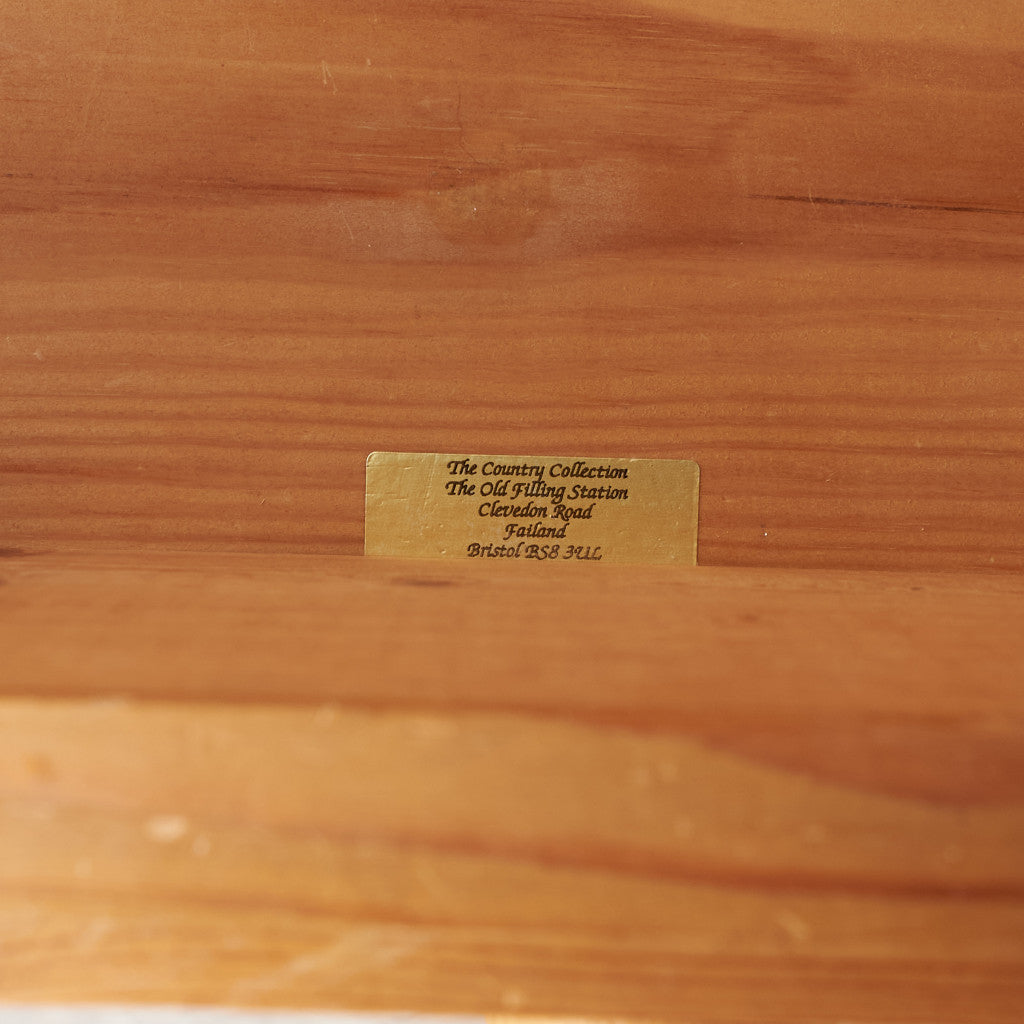 The Country Collection
The Old Filling Station
Clevedon Road
Failand
Bristol BS8 3UL